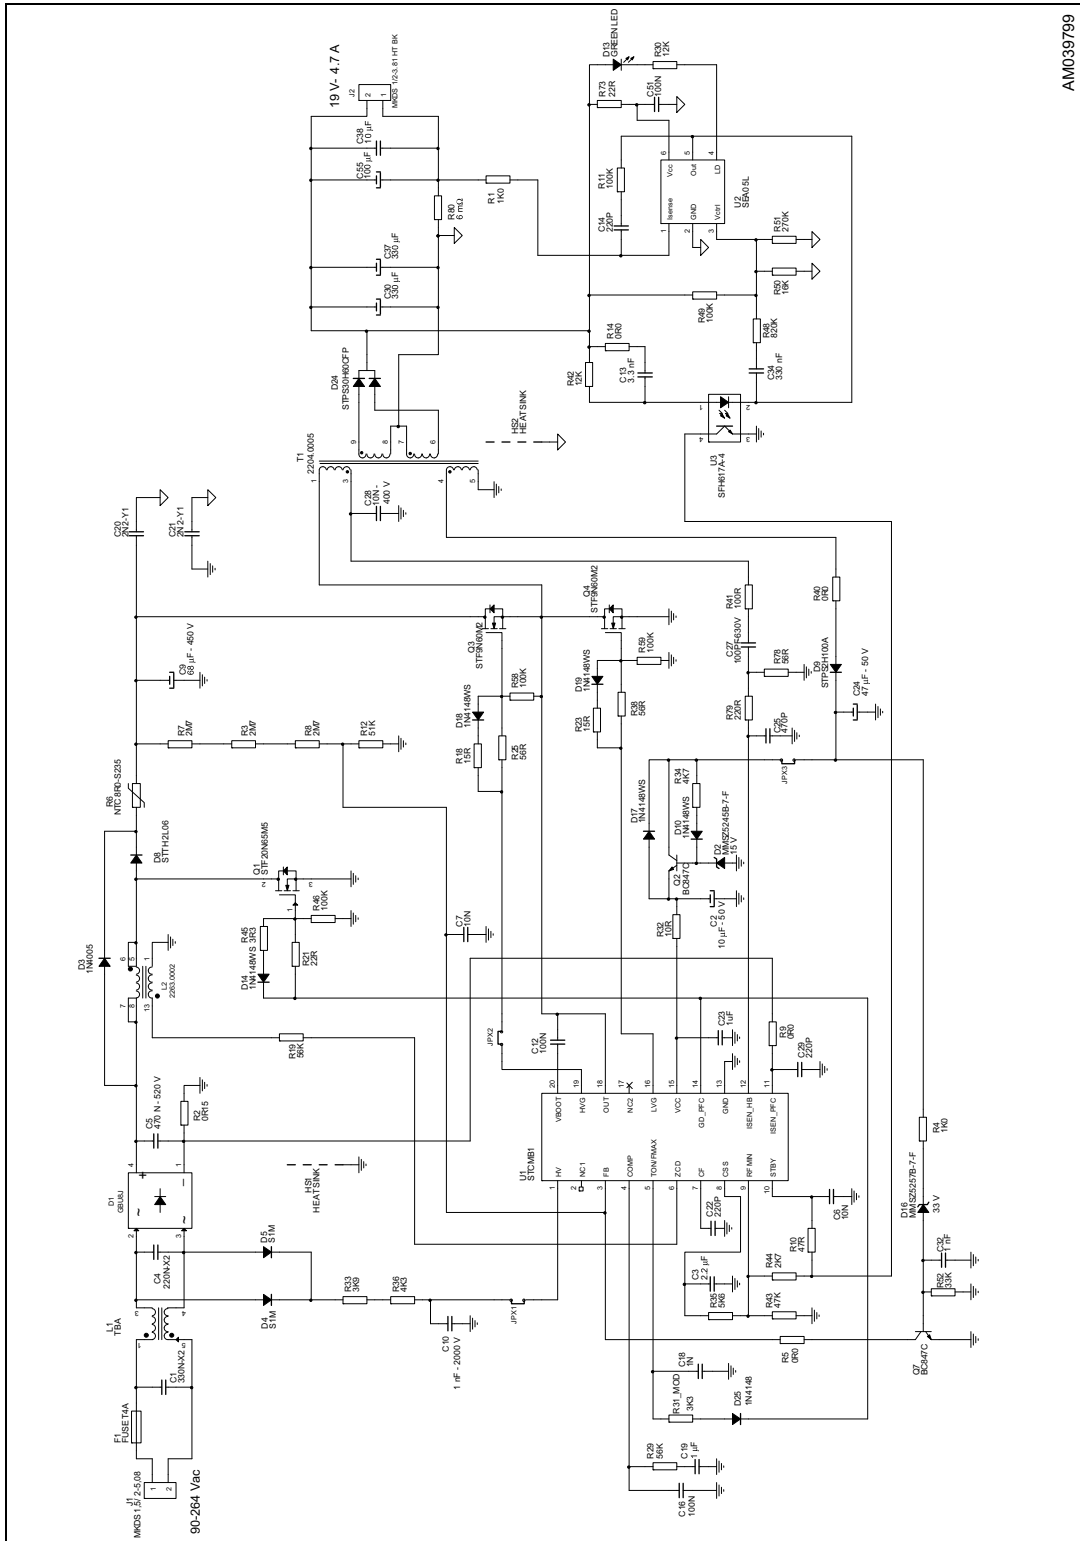 AM039799
90-264 Vac
J1
MKDS 1,5/ 2-5,08
1
2
F1
FUSE T4A
C1
330N-X2
L1
TBA
C4
220N-X2
D1
GBU8J
C5
470 N - 520 V
R2
0R15
D3
1N4005
L2
2263.0002
D8
STTH2L06
R6
NTC 8R0-S235
R7
2M7
R3
2M7
R8
2M7
R12
51K
C9
68 µF - 450 V
C20
2N2-Y1
C21
2N2-Y1
HS1
HEATSINK
D4
S1M
D5
S1M
R33
3K9
R36
4K3
C10
1 nF - 2000 V
JPX1
R19
56K
D14
1N4148WS
R45
3R3
R21
22R
R46
100K
Q1
STF20N65M5
C7
10N
JPX2
C12
100N
R18
15R
D18
1N4148WS
R25
56R
R58
100K
Q3
STF9N60M2
R23
15R
D19
1N4148WS
R38
56R
R59
100K
Q4
STF9N60M2
T1
2204.0005
C28
10N - 400 V
D24
STPS30H60CFP
HS2
HEATSINK
C30
330 µF
C37
330 µF
R80
6 mΩ
C55
100 µF
C38
10 µF
J2
MKDS 1/2-3.81 HT BK
19 V - 4.7 A
R1
1K0
R42
12K
R14
0R0
C13
3.3 nF
R49
100K
C14
220P
R11
100K
R73
22R
C51
100N
D13
GREEN LED
R30
12K
U2
SEA05L
Isense
GND
Vctrl
Vcc
Out
LD
R50
16K
R51
270K
R48
820K
C34
330 nF
U3
SFH617A-4
U1
STCMB1
HV
NC1
FB
COMP
TON/FMAX
ZCD
CF
CSS
RFMIN
STBY
VBOOT
HVG
OUT
NC2
LVG
VCC
GD_PFC
GND
ISEN_HB
ISEN_PFC
C23
1uF
R9
0R0
C29
220P
R32
10R
C2
10 µF - 50 V
Q2
BC847C
D17
1N4148WS
D10
1N4148WS
R34
4K7
D2
MMSZ5245B-7-F
15 V
JPX3
R79
220R
C25
470P
R78
56R
C27
100PF-630V
R41
100R
D9
STPS2H100A
R40
0R0
C24
47 µF - 50 V
C22
220P
C3
2.2 µF
R35
5K6
R44
2K7
R43
47K
R10
47R
C6
10N
R5
0R0
Q7
BC847C
R52
33K
C32
1 nF
D16
MMSZ5257B-7-F
33 V
R4
1K0
C18
1N
R31_MOD
3K3
D25
1N4148
R29
56K
C19
1 µF
C16
100N